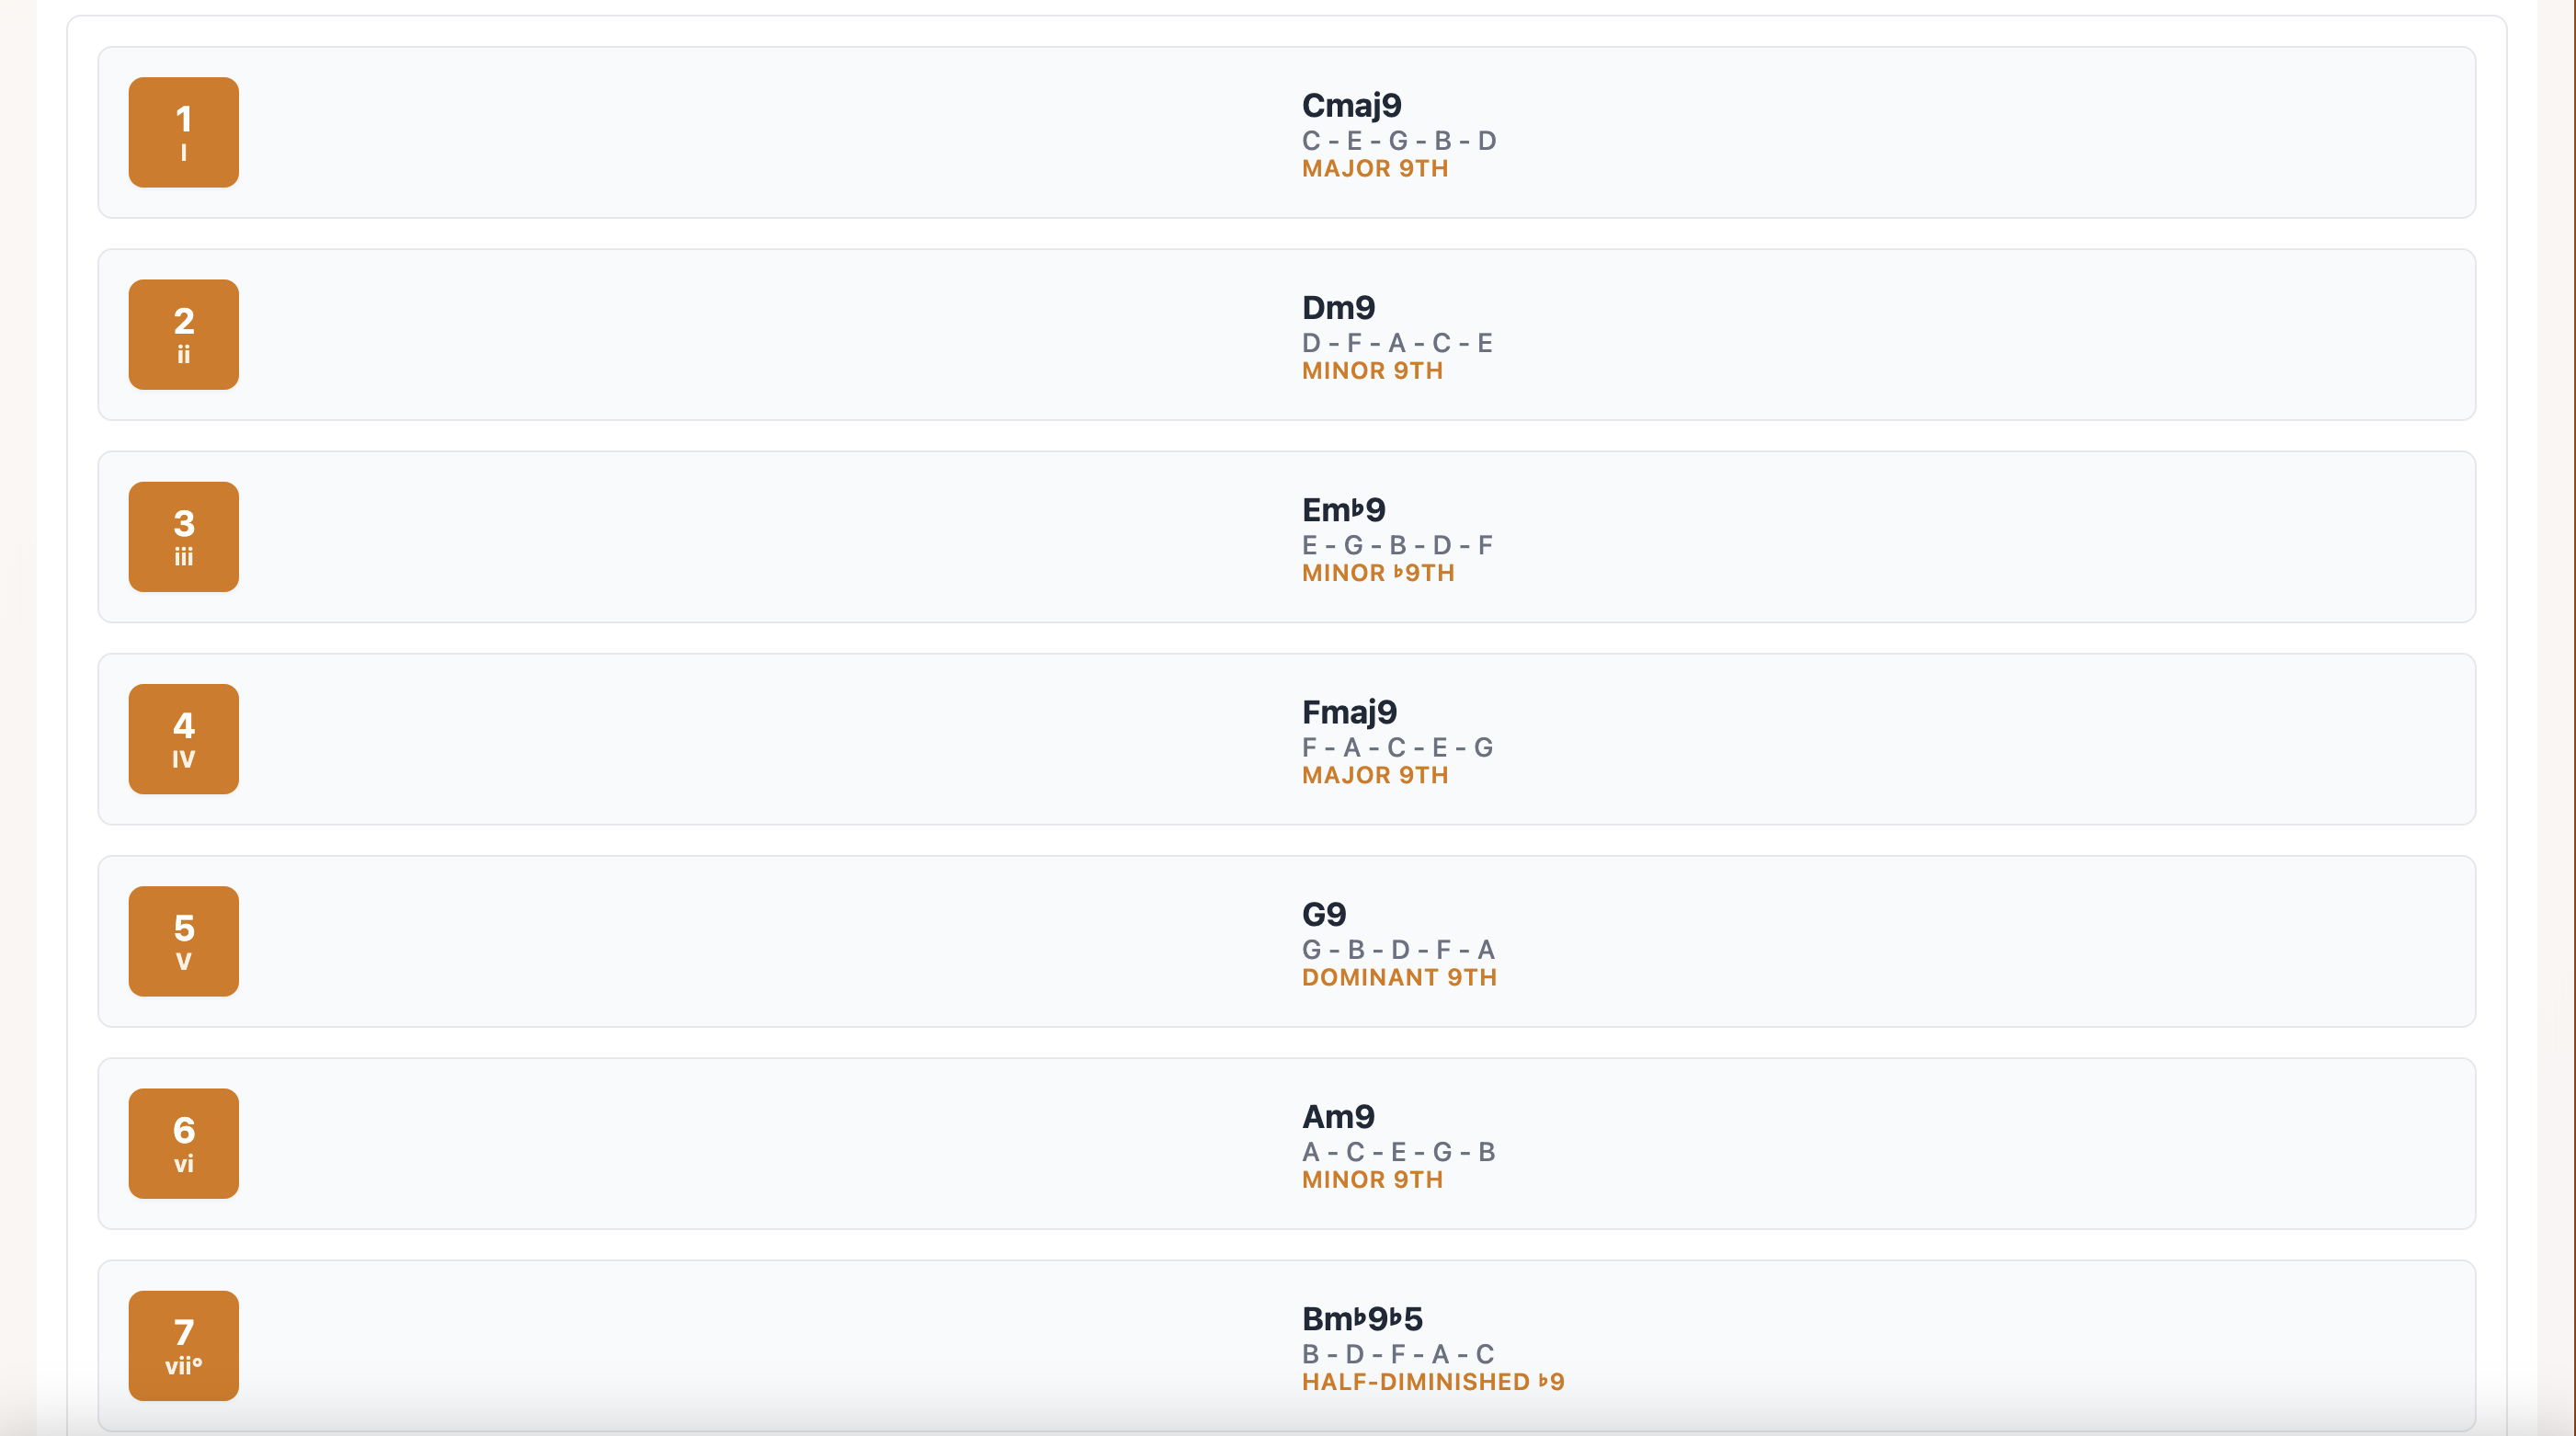 1
I
Cmaj9
C - E - G - B - D
MAJOR 9TH
2
ii
Dm9
D - F - A - C - E
MINOR 9TH
3
iii
Em♭9
E - G - B - D - F
MINOR ♭9TH
4
IV
Fmaj9
F - A - C - E - G
MAJOR 9TH
5
V
G9
G - B - D - F - A
DOMINANT 9TH
6
vi
Am9
A - C - E - G - B
MINOR 9TH
7
vii°
Bm♭9♭5
B - D - F - A - C
HALF-DIMINISHED ♭9